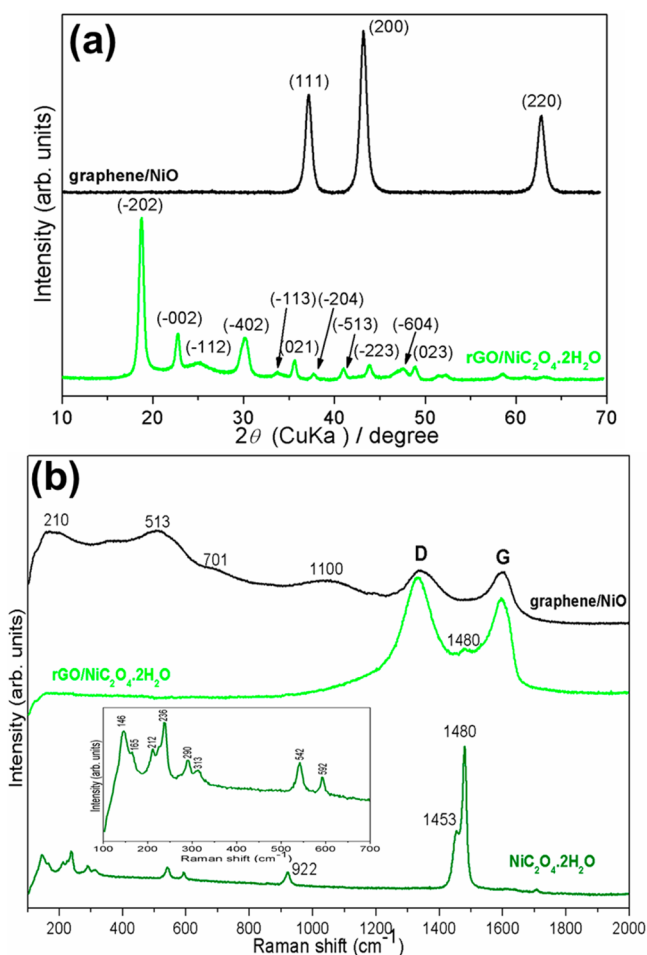 (a)
(200)
(111)
(220)
graphene/NiO
(-202)
(-002)
(-112)
(-402)
(-113)
(-204)
(021)
(-513)
(-223)
(-604)
(023)
rGO/NiC₂O₄.2H₂O
Intensity (arb. units)
10 20 30 40 50 60 70
2θ (CuKa ) / degree
(b)
210
513
701
1100
D
G
graphene/NiO
1480
rGO/NiC₂O₄.2H₂O
146
165
212
236
290
313
542
592
Intensity (arb. units)
100 200 300 400 500 600 700
Raman shift (cm⁻¹)
1480
1453
922
NiC₂O₄.2H₂O
Intensity (arb. units)
200 400 600 800 1000 1200 1400 1600 1800 2000
Raman shift (cm⁻¹)